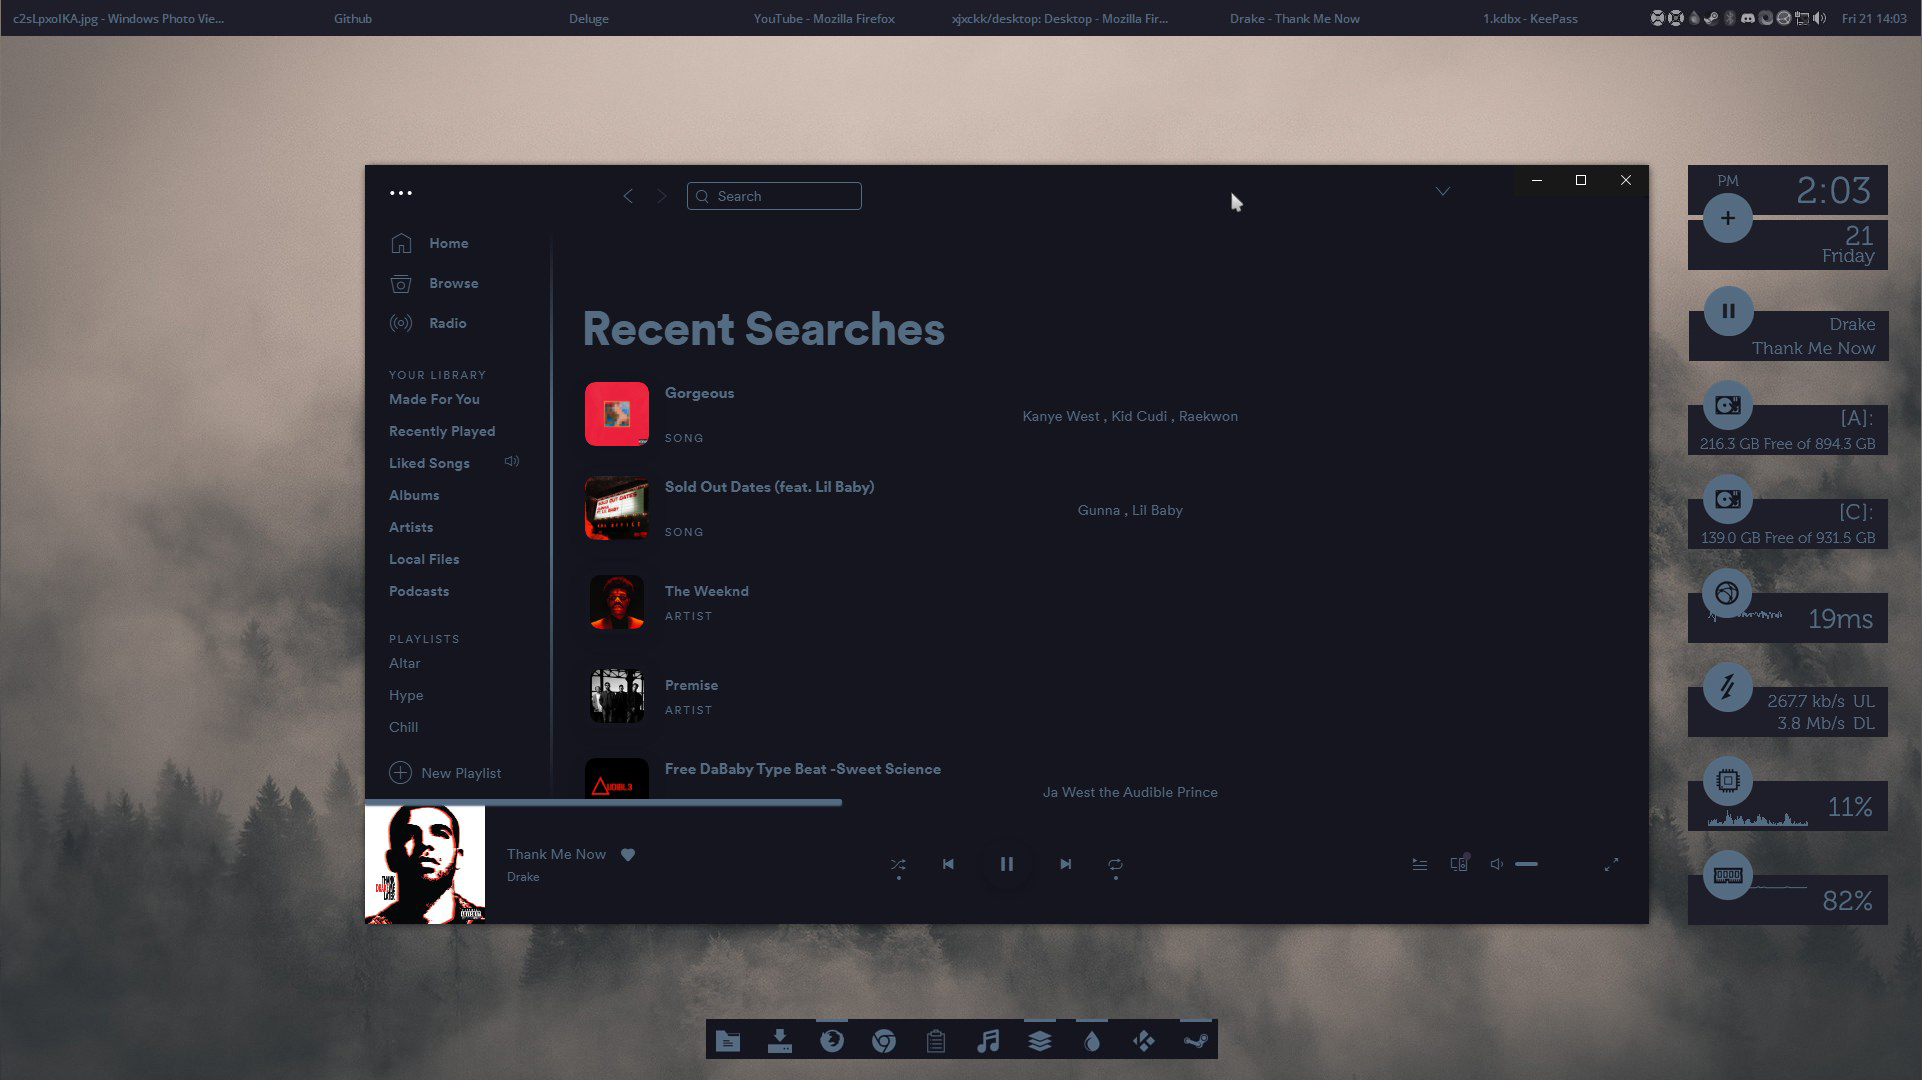 c2sLpxoIKA.jpg - Windows Photo Vie...
Github
Deluge
YouTube - Mozilla Firefox
xjxckk/desktop: Desktop - Mozilla Fir...
Drake - Thank Me Now
1.kdbx - KeePass
Fri 21 14:03
Search
Home
Browse
Radio
YOUR LIBRARY
Made For You
Recently Played
Liked Songs
Albums
Artists
Local Files
Podcasts
PLAYLISTS
Altar
Hype
Chill
New Playlist
Recent Searches
Gorgeous
SONG
Kanye West , Kid Cudi , Raekwon
Sold Out Dates (feat. Lil Baby)
SONG
Gunna , Lil Baby
The Weeknd
ARTIST
Premise
ARTIST
Free DaBaby Type Beat -Sweet Science
Ja West the Audible Prince
THANK
DRAKE
LATER
Thank Me Now
Drake
PM
2:03
21
Friday
Drake
Thank Me Now
[A]:
216.3 GB Free of 894.3 GB
[C]:
139.0 GB Free of 931.5 GB
19ms
267.7 kb/s UL
3.8 Mb/s DL
11%
82%